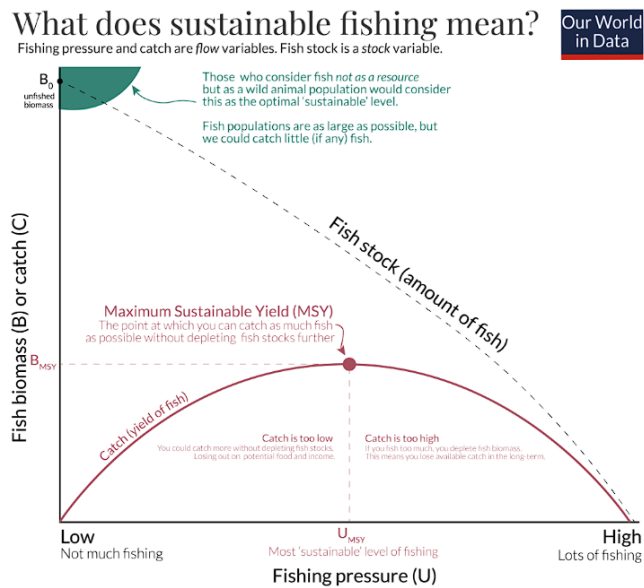 What does sustainable fishing mean?
Fishing pressure and catch are flow variables. Fish stock is a stock variable.
Our World
in Data
B0
unfished
biomass
Those who consider fish not as a resource
but as a wild animal population would consider
this as the optimal 'sustainable' level.
Fish populations are as large as possible, but
we could catch little (if any) fish.
Fish stock (amount of fish)
Fish biomass (B) or catch (C)
Maximum Sustainable Yield (MSY)
The point at which you can catch as much fish
as possible without depleting fish stocks further
BMSY
Catch (yield of fish)
Catch is too low
You could catch more without depleting fish stocks.
Losing out on potential food and income.
Catch is too high
If you fish too much, you deplete fish biomass.
This means you lose available catch in the long-term.
Low
Not much fishing
UMSY
Most 'sustainable' level of fishing
High
Lots of fishing
Fishing pressure (U)